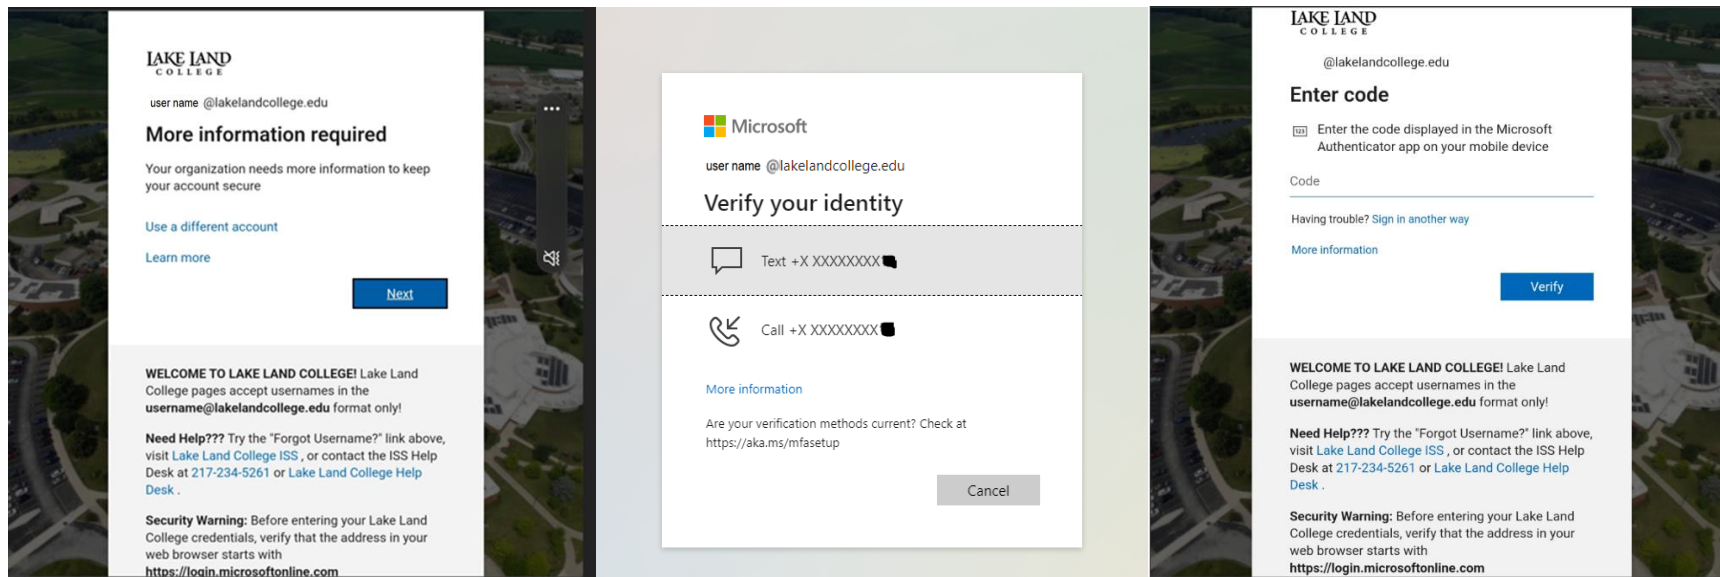 LAKE LAND
COLLEGE
user name @lakelandcollege.edu
More information required
Your organization needs more information to keep
your account secure
Use a different account
Learn more
Next
WELCOME TO LAKE LAND COLLEGE! Lake Land
College pages accept usernames in the
username@lakelandcollege.edu format only!
Need Help??? Try the "Forgot Username?" link above,
visit Lake Land College ISS , or contact the ISS Help
Desk at 217-234-5261 or Lake Land College Help
Desk .
Security Warning: Before entering your Lake Land
College credentials, verify that the address in your
web browser starts with
https://login.microsoftonline.com
Microsoft
user name @lakelandcollege.edu
Verify your identity
Text +X XXXXXXXX
Call +X XXXXXXXX
More information
Are your verification methods current? Check at
https://aka.ms/mfasetup
Cancel
LAKE LAND
COLLEGE
@lakelandcollege.edu
Enter code
123
Enter the code displayed in the Microsoft
Authenticator app on your mobile device
Code
Having trouble? Sign in another way
More information
Verify
WELCOME TO LAKE LAND COLLEGE! Lake Land
College pages accept usernames in the
username@lakelandcollege.edu format only!
Need Help??? Try the "Forgot Username?" link above,
visit Lake Land College ISS , or contact the ISS Help
Desk at 217-234-5261 or Lake Land College Help
Desk .
Security Warning: Before entering your Lake Land
College credentials, verify that the address in your
web browser starts with
https://login.microsoftonline.com